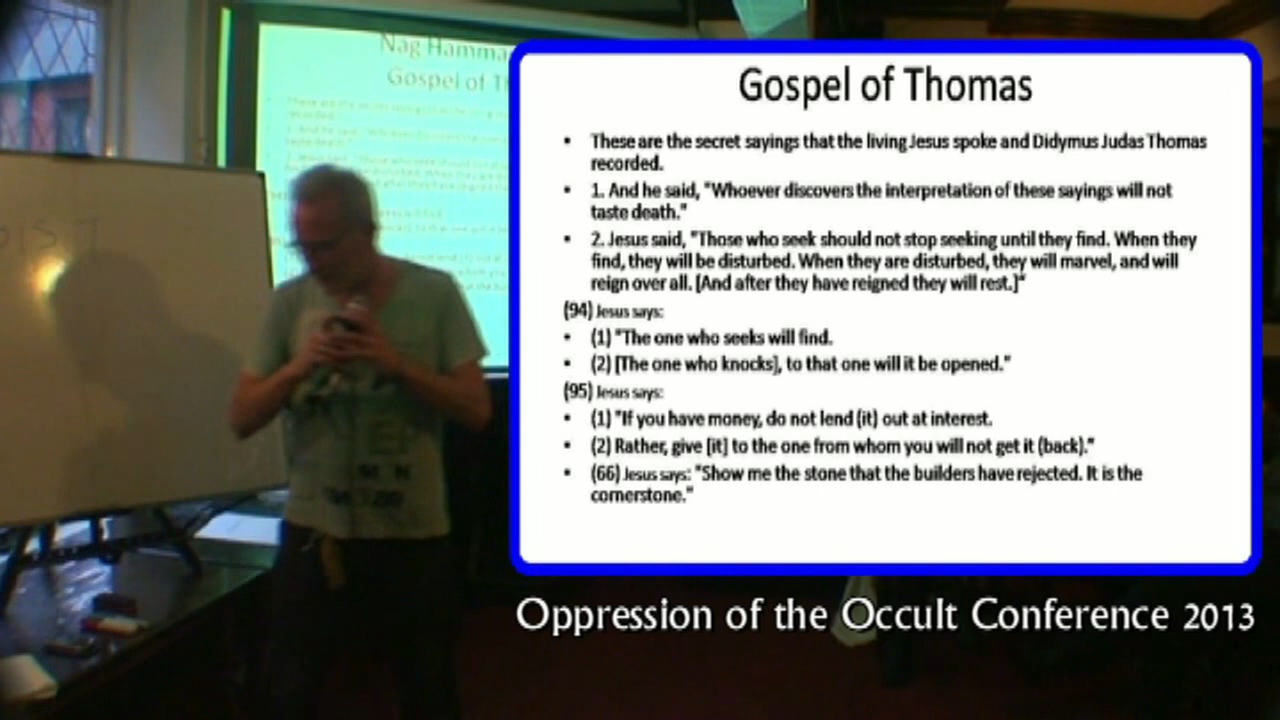 Nag Hamma
Gospel of T
Gospel of Thomas
• These are the secret sayings that the living Jesus spoke and Didymus Judas Thomas
recorded.
• 1. And he said, "Whoever discovers the interpretation of these sayings will not
taste death."
• 2. Jesus said, "Those who seek should not stop seeking until they find. When they
find, they will be disturbed. When they are disturbed, they will marvel, and will
reign over all. [And after they have reigned they will rest.]"
(94) Jesus says:
• (1) "The one who seeks will find.
• (2) [The one who knocks], to that one will it be opened."
(95) Jesus says:
• (1) "If you have money, do not lend (it) out at interest.
• (2) Rather, give [it] to the one from whom you will not get it (back)."
• (66) Jesus says: "Show me the stone that the builders have rejected. It is the
cornerstone."
Oppression of the Occult Conference 2013